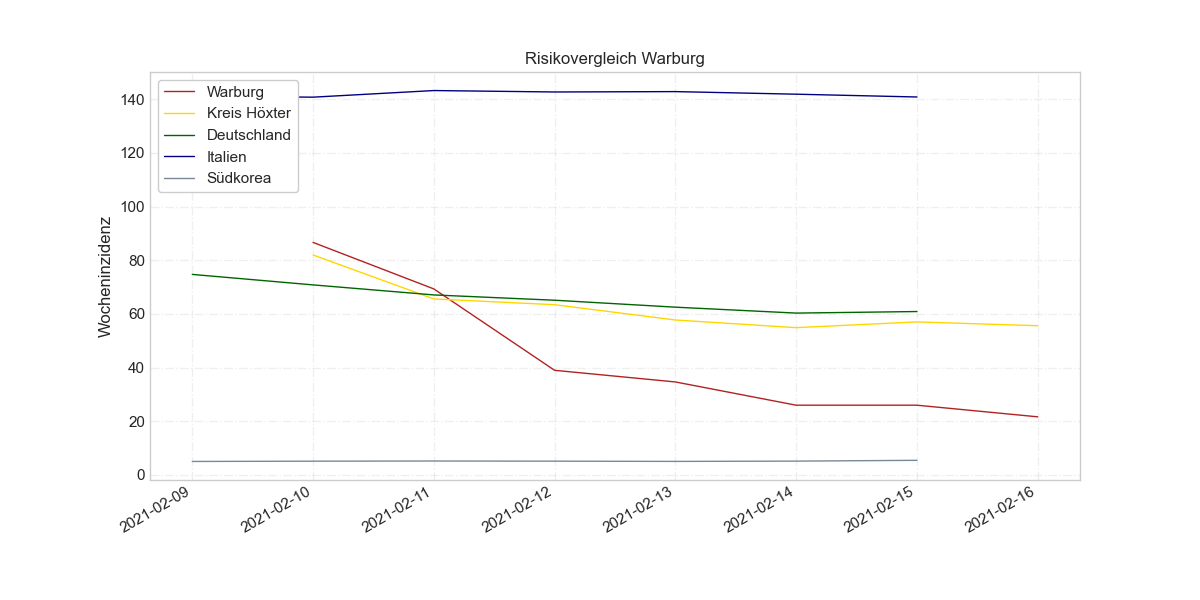 Risikovergleich Warburg
Wocheninzidenz
140
120
100
80
60
40
20
0
Warburg
Kreis Höxter
Deutschland
Italien
Südkorea
2021-02-09
2021-02-10
2021-02-11
2021-02-12
2021-02-13
2021-02-14
2021-02-15
2021-02-16